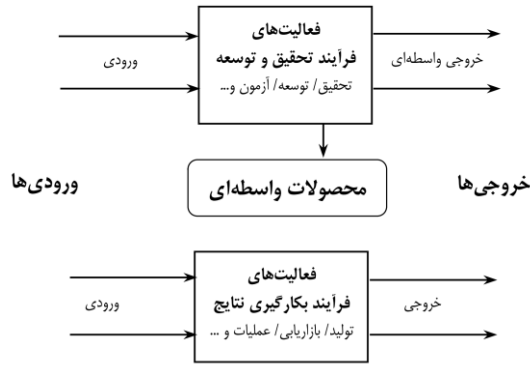 فعالیت‌های
فرآیند تحقیق و توسعه
تحقیق/ توسعه/ آزمون و...
ورودی
خروجی واسطه‌ای
ورودی‌ها
محصولات واسطه‌ای
خروجی‌ها
فعالیت‌های
فرآیند بکارگیری نتایج
تولید/ بازاریابی/ عملیات و ...
ورودی
خروجی